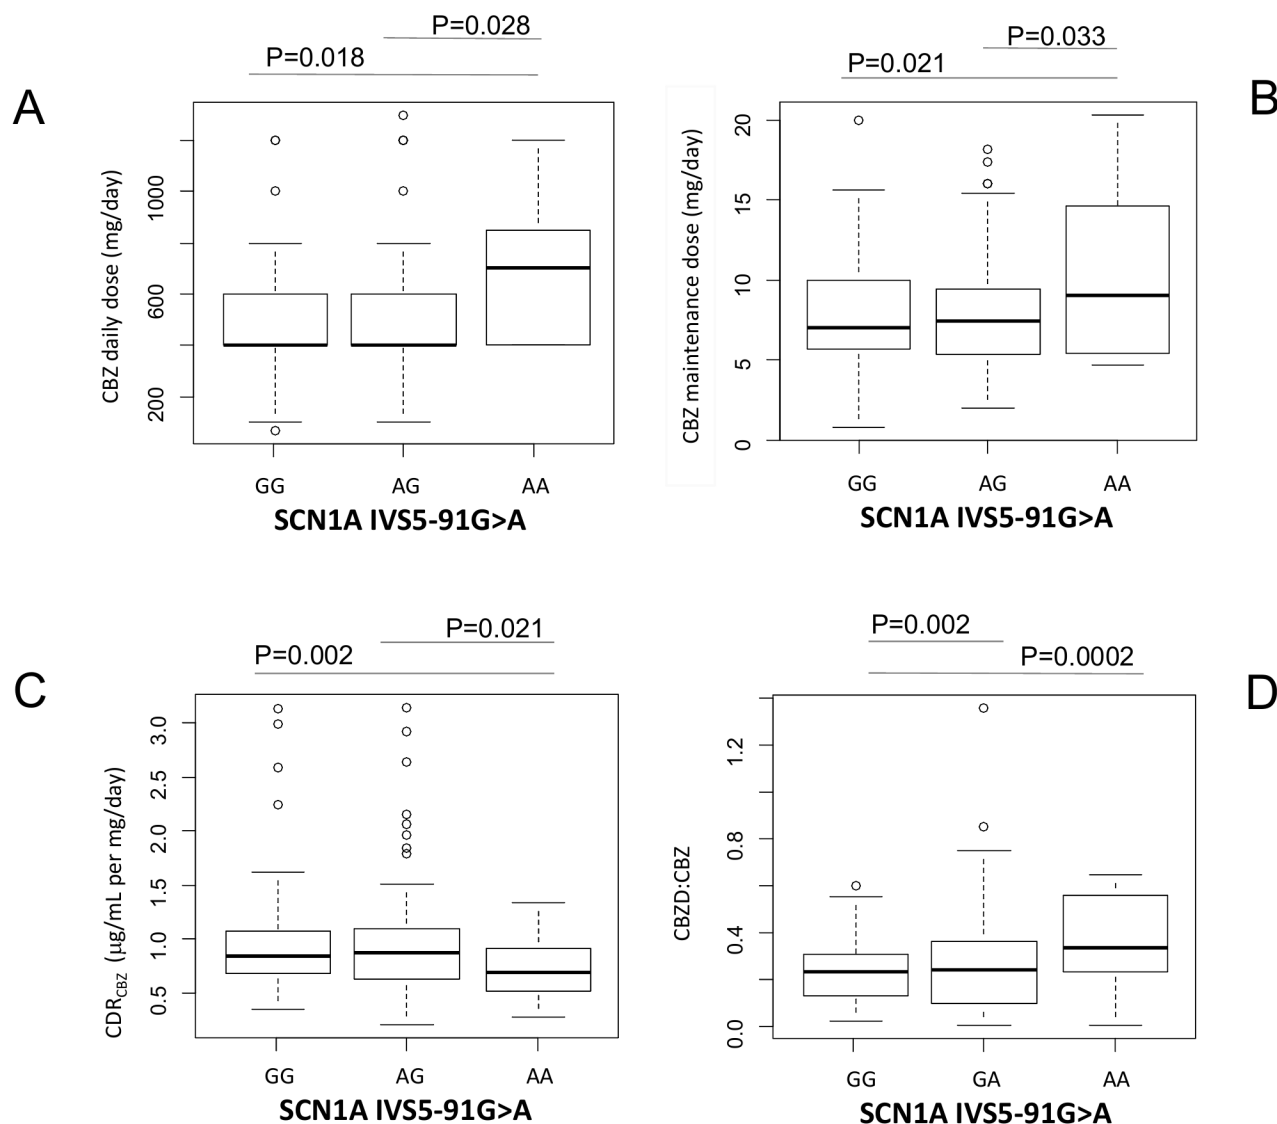 A
P=0.028
P=0.018
CBZ daily dose (mg/day)
1000
600
200
GG AG AA
SCN1A IVS5-91G>A
B
P=0.033
P=0.021
CBZ maintenance dose (mg/day)
20
15
10
5
0
GG AG AA
SCN1A IVS5-91G>A
C
P=0.021
P=0.002
CDRCBZ (µg/mL per mg/day)
3.0
2.5
2.0
1.5
1.0
0.5
GG AG AA
SCN1A IVS5-91G>A
D
P=0.002
P=0.0002
CBZD:CBZ
1.2
0.8
0.4
0.0
GG GA AA
SCN1A IVS5-91G>A